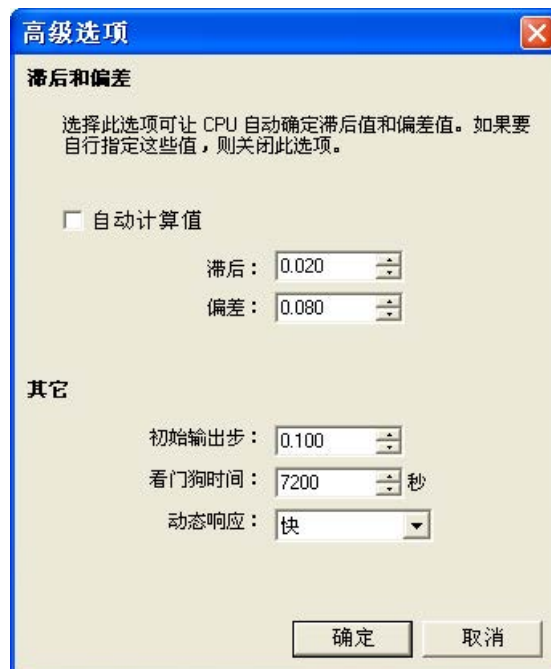 高级选项
滞后和偏差
选择此选项可让 CPU 自动确定滞后值和偏差值。如果要
自行指定这些值，则关闭此选项。
自动计算值
滞后： 0.020
偏差： 0.080
其它
初始输出步： 0.100
看门狗时间： 7200 秒
动态响应： 快
确定 取消